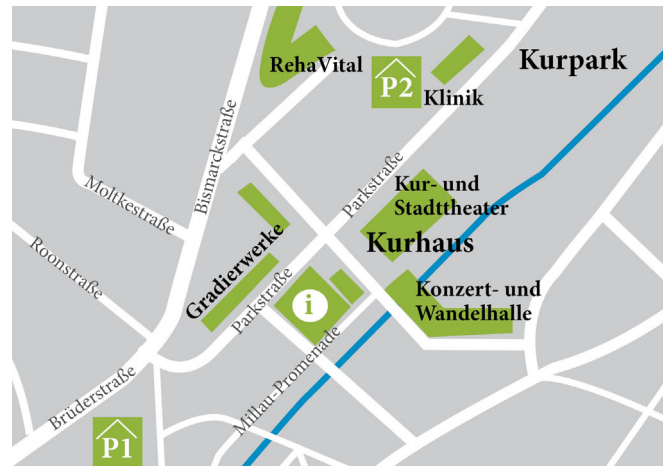 Kurpark
RehaVital
P2
Klinik
Bismarckstraße
Moltkestraße
Parkstraße
Kur- und
Stadttheater
Roonstraße
Gradierwerke
Kurhaus
Parkstraße
i
Konzert- und
Wandelhalle
Millau-Promenade
Brüderstraße
P1